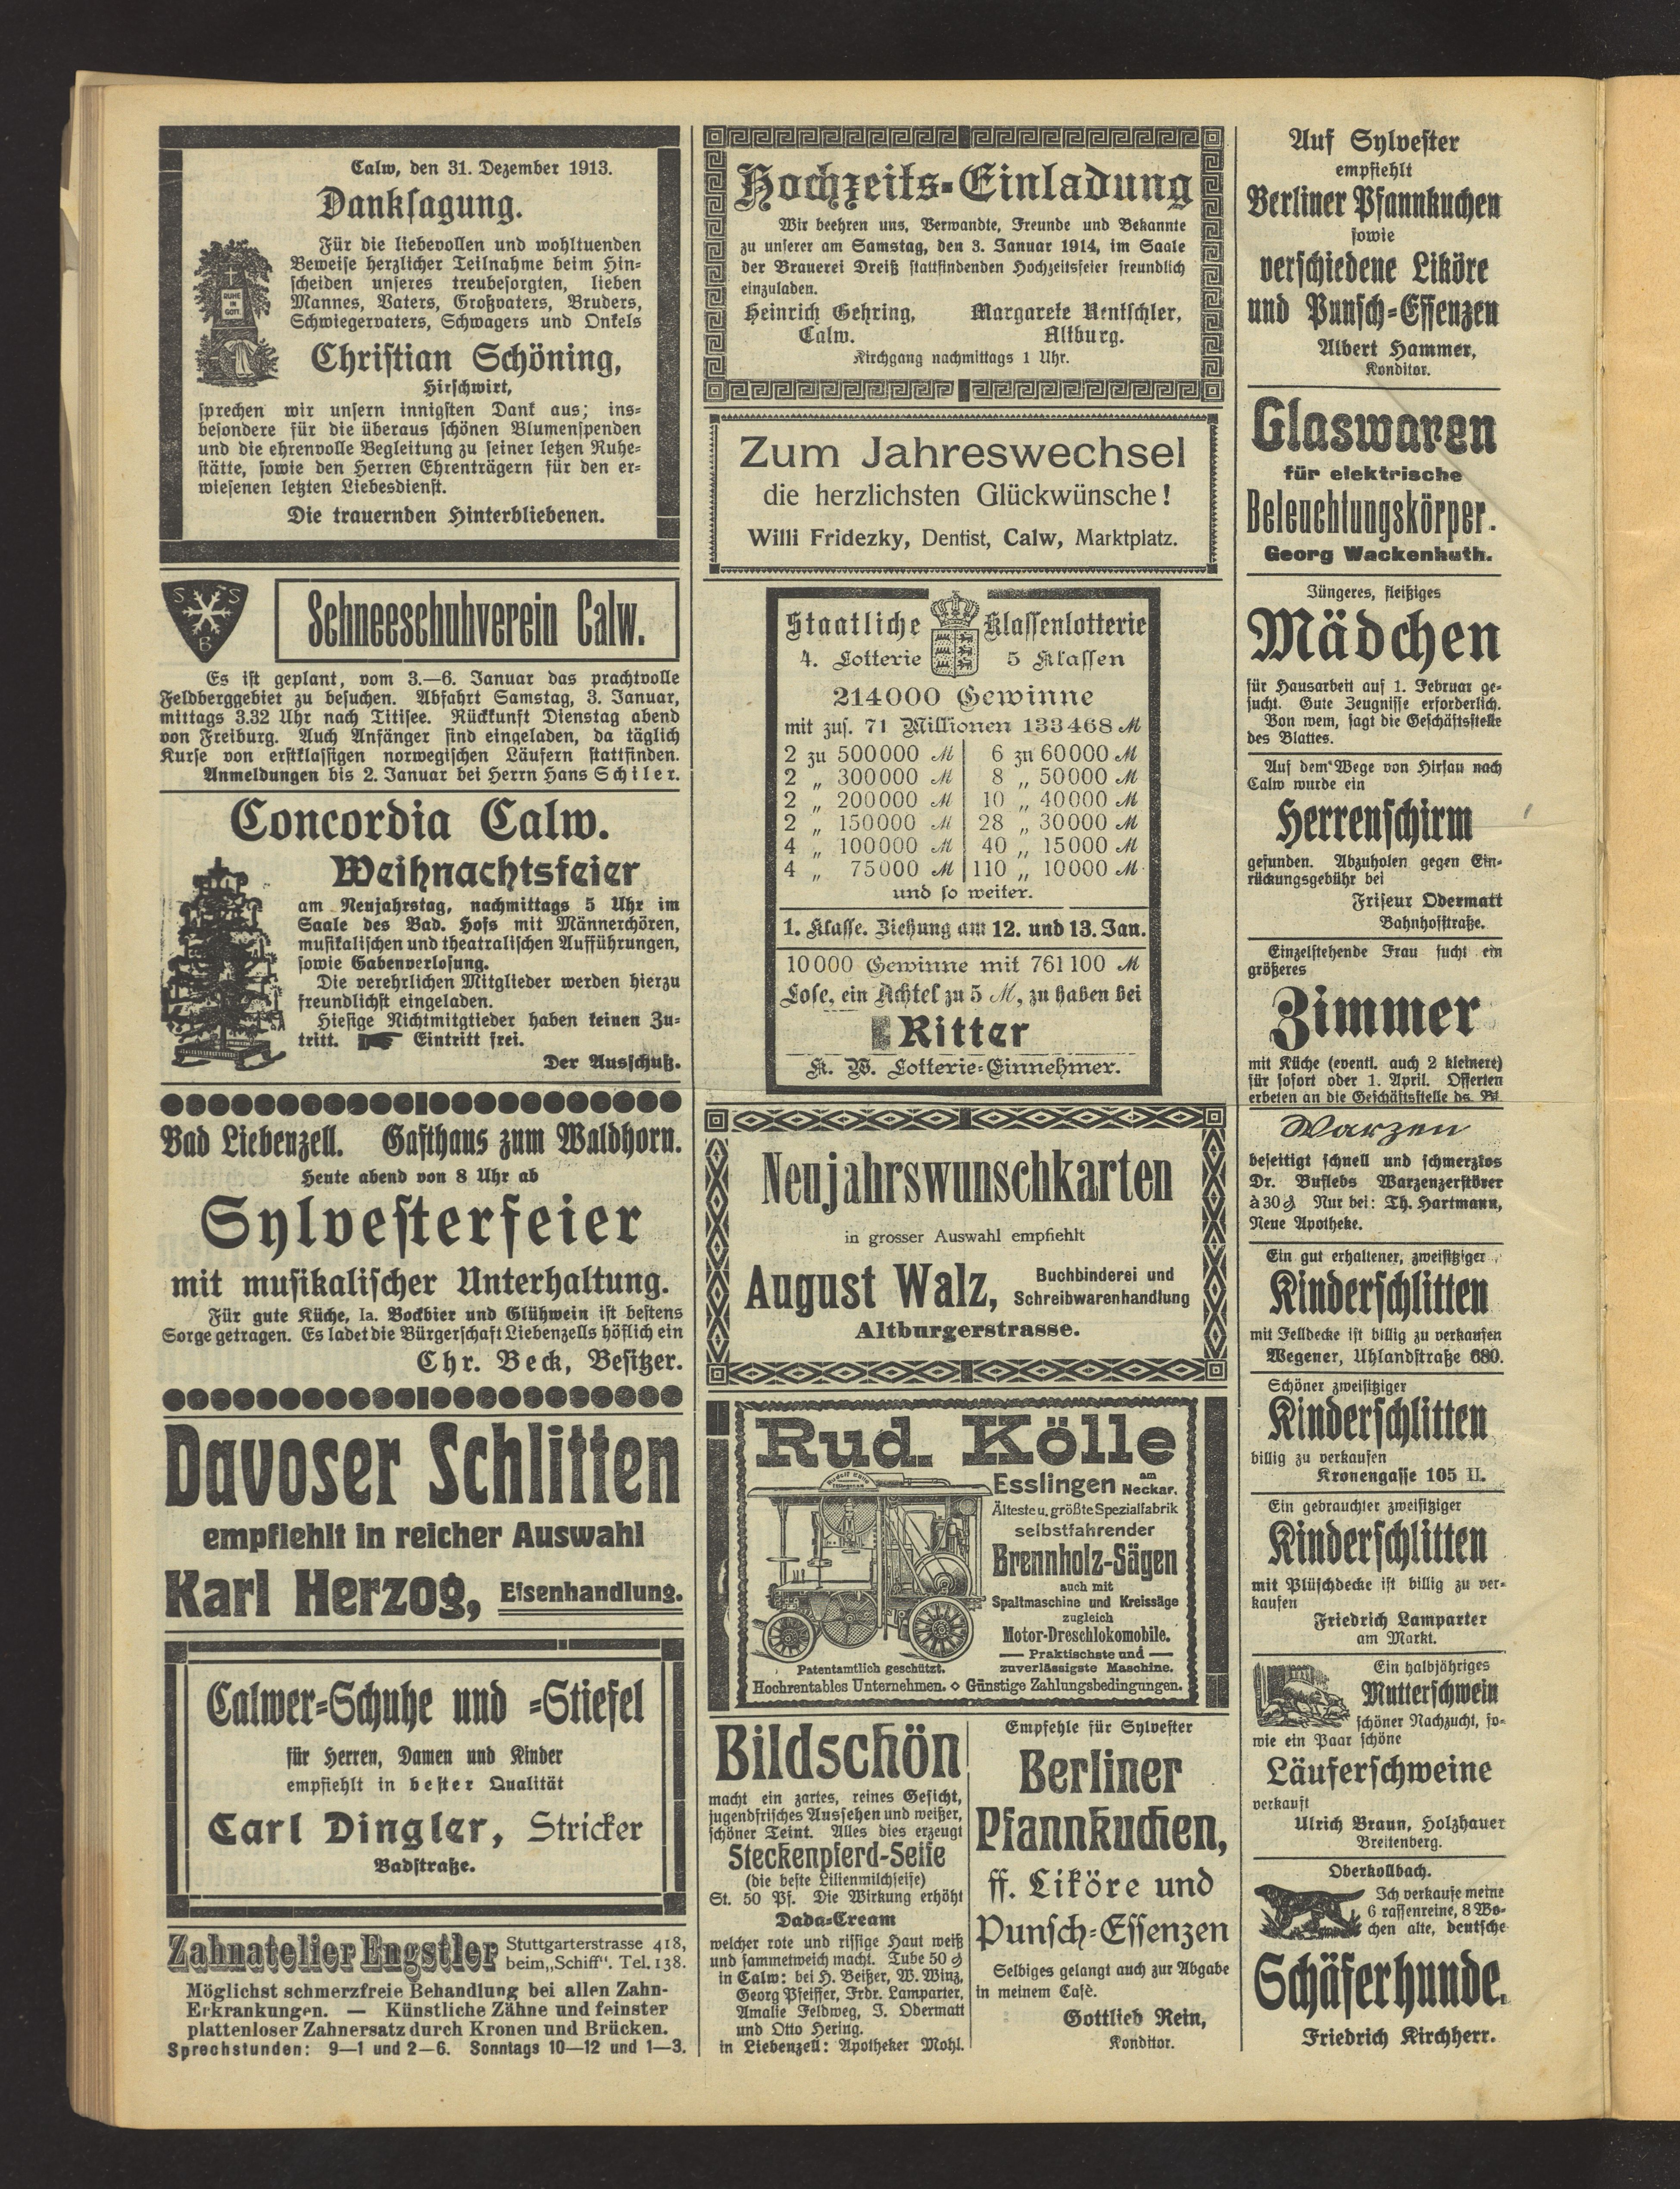 Calw, den 31. Dezember 1913.
Danksagung.
RUHE
IN
GOTT.
Für die liebevollen und wohltuenden
Beweise herzlicher Teilnahme beim Hin-
scheiden unseres treubesorgten, lieben
Mannes, Vaters, Großvaters, Bruders,
Schwiegervaters, Schwagers und Onkels
Christian Schöning,
Hirschwirt,
sprechen wir unsern innigsten Dank aus; ins-
besondere für die überaus schönen Blumenspenden
und die ehrenvolle Begleitung zu seiner letzen Ruhe-
stätte, sowie den Herren Ehrenträgern für den er-
wiesenen letzten Liebesdienst.
Die trauernden Hinterbliebenen.
S S
B
Schneeschuhverein Calw.
Es ist geplant, vom 3.—6. Januar das prachtvolle
Feldberggebiet zu besuchen. Abfahrt Samstag, 3. Januar,
mittags 3.32 Uhr nach Titisee. Rückkunft Dienstag abend
von Freiburg. Auch Anfänger sind eingeladen, da täglich
Kurse von erstklassigen norwegischen Läufern stattfinden.
Anmeldungen bis 2. Januar bei Herrn Hans Schiler.
Concordia Calw.
Weihnachtsfeier
am Neujahrstag, nachmittags 5 Uhr im
Saale des Bad. Hofs mit Männerchören,
musikalischen und theatralischen Aufführungen,
sowie Gabenverlosung.
Die verehrlichen Mitglieder werden hierzu
freundlichst eingeladen.
Hiesige Nichtmitgtieder haben keinen Zu-
tritt. Eintritt frei.
Der Ausschuß.
Bad Liebenzell. Gasthaus zum Waldhorn.
Heute abend von 8 Uhr ab
Sylvesterfeier
mit musikalischer Unterhaltung.
Für gute Küche, Ia. Bockbier und Glühwein ist bestens
Sorge getragen. Es ladet die Bürgerschaft Liebenzells höflich ein
Chr. Beck, Besitzer.
Davoser Schlitten
empfiehlt in reicher Auswahl
Karl Herzog, Eisenhandlung.
Calwer-Schuhe und -Stiefel
für Herren, Damen und Kinder
empfiehlt in bester Qualität
Carl Dingler, Stricker
Badstraße.
Zahnatelier Engstler Stuttgarterstrasse 418,
beim „Schiff“. Tel. 138.
Möglichst schmerzfreie Behandlung bei allen Zahn-
Erkrankungen. — Künstliche Zähne und feinster
plattenloser Zahnersatz durch Kronen und Brücken.
Sprechstunden: 9—1 und 2—6. Sonntags 10—12 und 1—3.
Hochzeits-Einladung
Wir beehren uns, Verwandte, Freunde und Bekannte
zu unserer am Samstag, den 3. Januar 1914, im Saale
der Brauerei Dreiß stattfindenden Hochzeitsfeier freundlich
einzuladen.
Heinrich Gehring, Margarete Rentschler,
Calw. Altburg.
Kirchgang nachmittags 1 Uhr.
Zum Jahreswechsel
die herzlichsten Glückwünsche!
Willi Fridezky, Dentist, Calw, Marktplatz.
Staatliche Klassenlotterie
4. Lotterie 5 Klassen
214000 Gewinne
mit zus. 71 Millionen 133468 M
2 zu 500000 M 6 zu 60000 M
2 „ 300000 M 8 „ 50000 M
2 „ 200000 M 10 „ 40000 M
2 „ 150000 M 28 „ 30000 M
4 „ 100000 M 40 „ 15000 M
4 „ 75000 M 110 „ 10000 M
und so weiter.
1. Klasse. Ziehung am 12. und 13. Jan.
10000 Gewinne mit 761100 M
Lose, ein Achtel zu 5 M, zu haben bei
Ritter
K. W. Lotterie-Einnehmer.
Neujahrswunschkarten
in grosser Auswahl empfiehlt
August Walz, Buchbinderei und
Schreibwarenhandlung
Altburgerstrasse.
Rud. Kölle
Esslingen am Neckar.
Älteste u. größte Spezialfabrik
selbstfahrender
Brennholz-Sägen
auch mit
Spaltmaschine und Kreissäge
zugleich
Motor-Dreschlokomobile.
— Praktischste und —
zuverlässigste Maschine.
Patentamtlich geschützt.
Hochrentables Unternehmen. ⋄ Günstige Zahlungsbedingungen.
Bildschön
macht ein zartes, reines Gesicht,
jugendfrisches Aussehen und weißer,
schöner Teint. Alles dies erzeugt
Steckenpferd-Seife
(die beste Lilienmilchseife)
St. 50 Pf. Die Wirkung erhöht
Dada-Cream
welcher rote und rissige Haut weiß
und sammetweich macht. Tube 50 ₰
in Calw: bei H. Beißer, W. Winz,
Georg Pfeiffer, Frdr. Lamparter,
Amalie Feldweg, J. Odermatt
und Otto Hering.
in Liebenzell: Apotheker Mohl.
Empfehle für Sylvester
Berliner
Pfannkuchen,
ff. Liköre und
Punsch-Essenzen
Selbiges gelangt auch zur Abgabe
in meinem Café.
Gottlieb Rein,
Konditor.
Auf Sylvester
empfiehlt
Berliner Pfannkuchen
sowie
verschiedene Liköre
und Punsch-Essenzen
Albert Hammer,
Konditor.
Glaswaren
für elektrische
Beleuchtungskörper.
Georg Wackenhuth.
Jüngeres, fleißiges
Mädchen
für Hausarbeit auf 1. Februar ge-
sucht. Gute Zeugnisse erforderlich.
Von wem, sagt die Geschäftsstelle
des Blattes.
Auf dem Wege von Hirsau nach
Calw wurde ein
Herrenschirm
gefunden. Abzuholen gegen Ein-
rückungsgebühr bei
Friseur Odermatt
Bahnhofstraße.
Einzelstehende Frau sucht ein
größeres
Zimmer
mit Küche (eventl. auch 2 kleinere)
für sofort oder 1. April. Offerten
erbeten an die Geschäftsstelle ds. Bl.
Warzen
beseitigt schnell und schmerzlos
Dr. Buflebs Warzenzerstörer
à 30 ₰ Nur bei: Th. Hartmann,
Neue Apotheke.
Ein gut erhaltener, zweisitziger
Kinderschlitten
mit Felldecke ist billig zu verkaufen
Wegener, Uhlandstraße 680.
Schöner zweisitziger
Kinderschlitten
billig zu verkaufen
Kronengasse 105 II.
Ein gebrauchter zweisitziger
Kinderschlitten
mit Plüschdecke ist billig zu ver-
kaufen
Friedrich Lamparter
am Markt.
Ein halbjähriges
Mutterschwein
schöner Nachzucht, so-
wie ein Paar schöne
Läuferschweine
verkauft
Ulrich Braun, Holzhauer
Breitenberg.
Oberkollbach.
Ich verkaufe meine
6 rassenreine, 8 Wo-
chen alte, deutsche
Schäferhunde.
Friedrich Kirchherr.